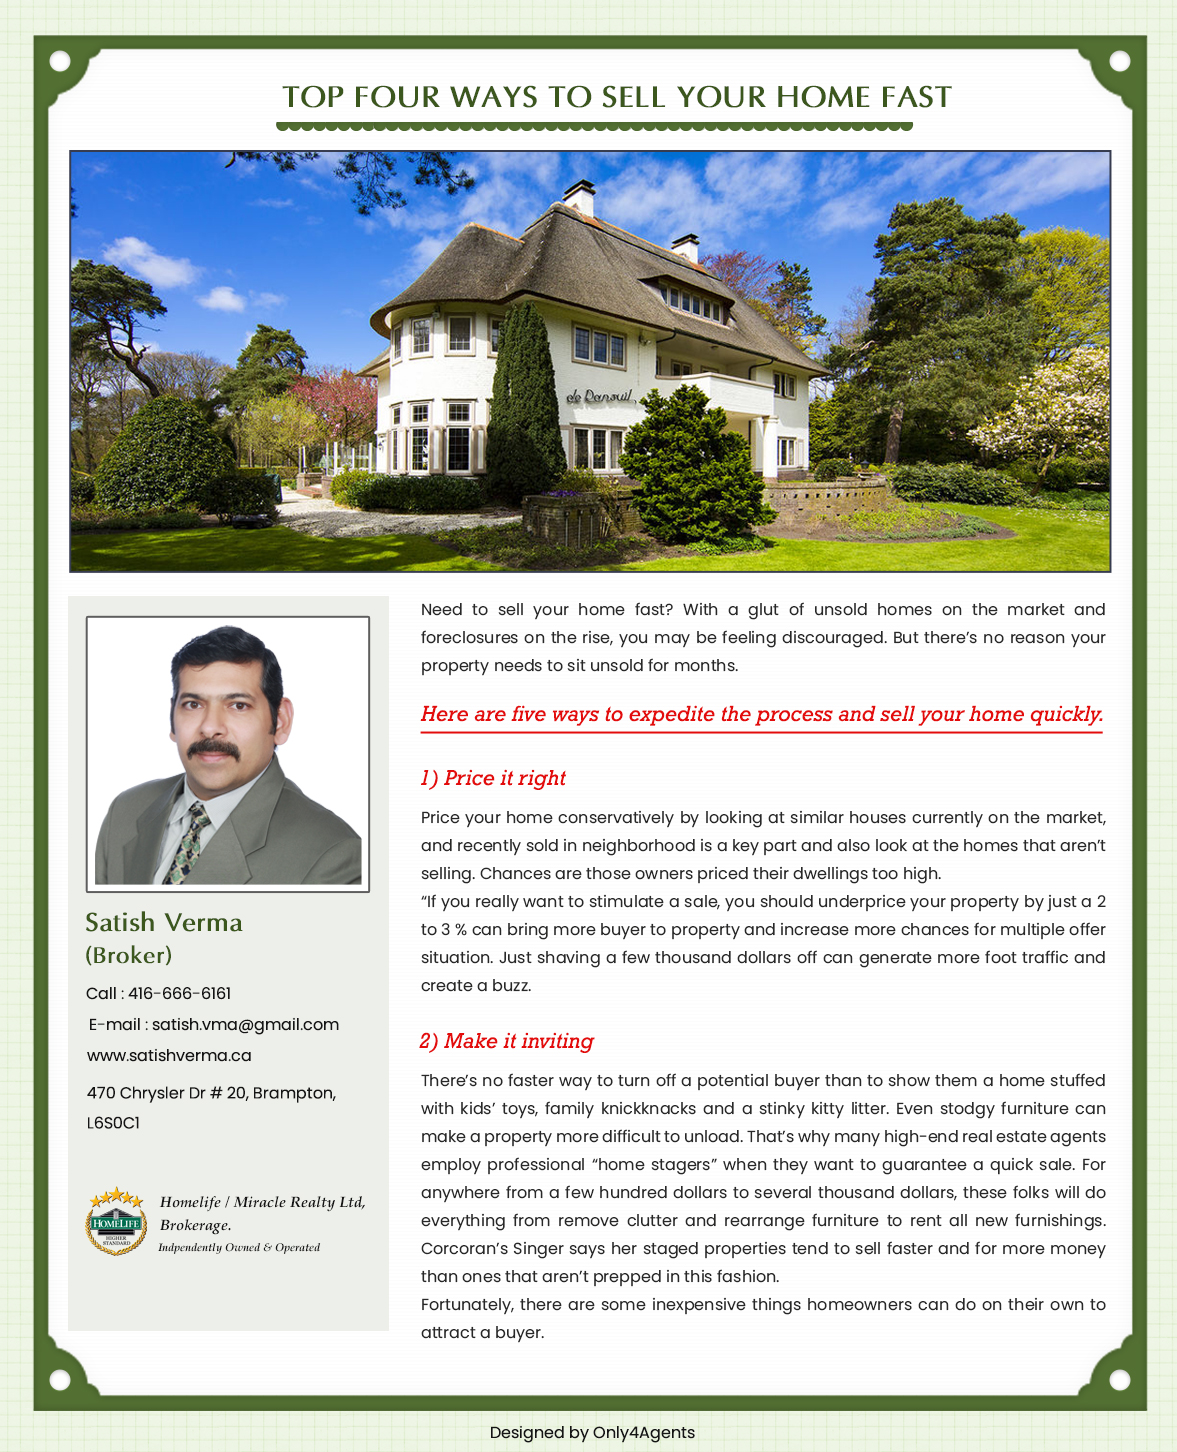 TOP FOUR WAYS TO SELL YOUR HOME FAST
de Danouil
Need to sell your home fast? With a glut of unsold homes on the market and
foreclosures on the rise, you may be feeling discouraged. But there’s no reason your
property needs to sit unsold for months.
Here are five ways to expedite the process and sell your home quickly.
1) Price it right
Price your home conservatively by looking at similar houses currently on the market,
and recently sold in neighborhood is a key part and also look at the homes that aren’t
selling. Chances are those owners priced their dwellings too high.
“If you really want to stimulate a sale, you should underprice your property by just a 2
to 3 % can bring more buyer to property and increase more chances for multiple offer
situation. Just shaving a few thousand dollars off can generate more foot traffic and
create a buzz.
2) Make it inviting
There’s no faster way to turn off a potential buyer than to show them a home stuffed
with kids’ toys, family knickknacks and a stinky kitty litter. Even stodgy furniture can
make a property more difficult to unload. That’s why many high-end real estate agents
employ professional “home stagers” when they want to guarantee a quick sale. For
anywhere from a few hundred dollars to several thousand dollars, these folks will do
everything from remove clutter and rearrange furniture to rent all new furnishings.
Corcoran’s Singer says her staged properties tend to sell faster and for more money
than ones that aren’t prepped in this fashion.
Fortunately, there are some inexpensive things homeowners can do on their own to
attract a buyer.
Satish Verma
(Broker)
Call : 416-666-6161
E-mail : satish.vma@gmail.com
www.satishverma.ca
470 Chrysler Dr # 20, Brampton,
L6S0C1
HOMELIFE
HIGHER
STANDARD
Homelife / Miracle Realty Ltd,
Brokerage.
Indpendently Owned & Operated
Designed by Only4Agents